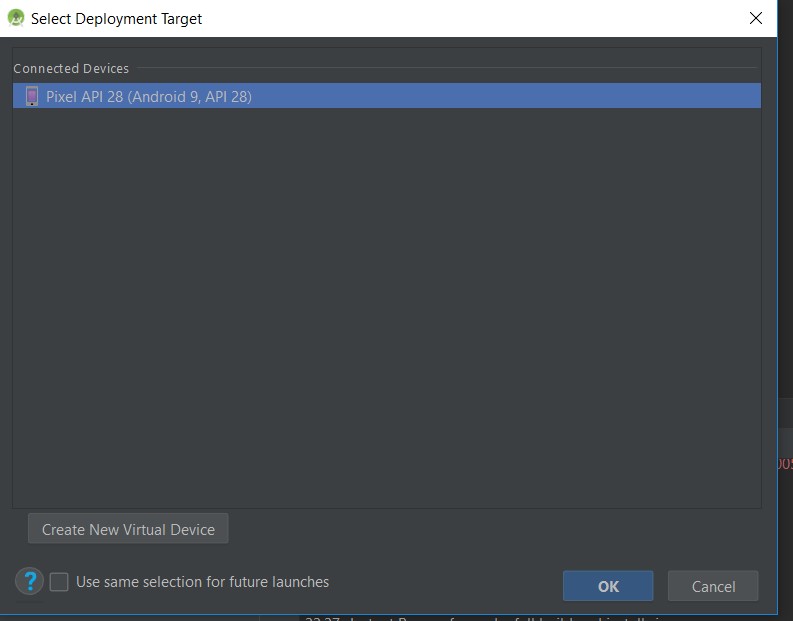 Select Deployment Target
Connected Devices
Pixel API 28 (Android 9, API 28)
Create New Virtual Device
? Use same selection for future launches
OK
Cancel